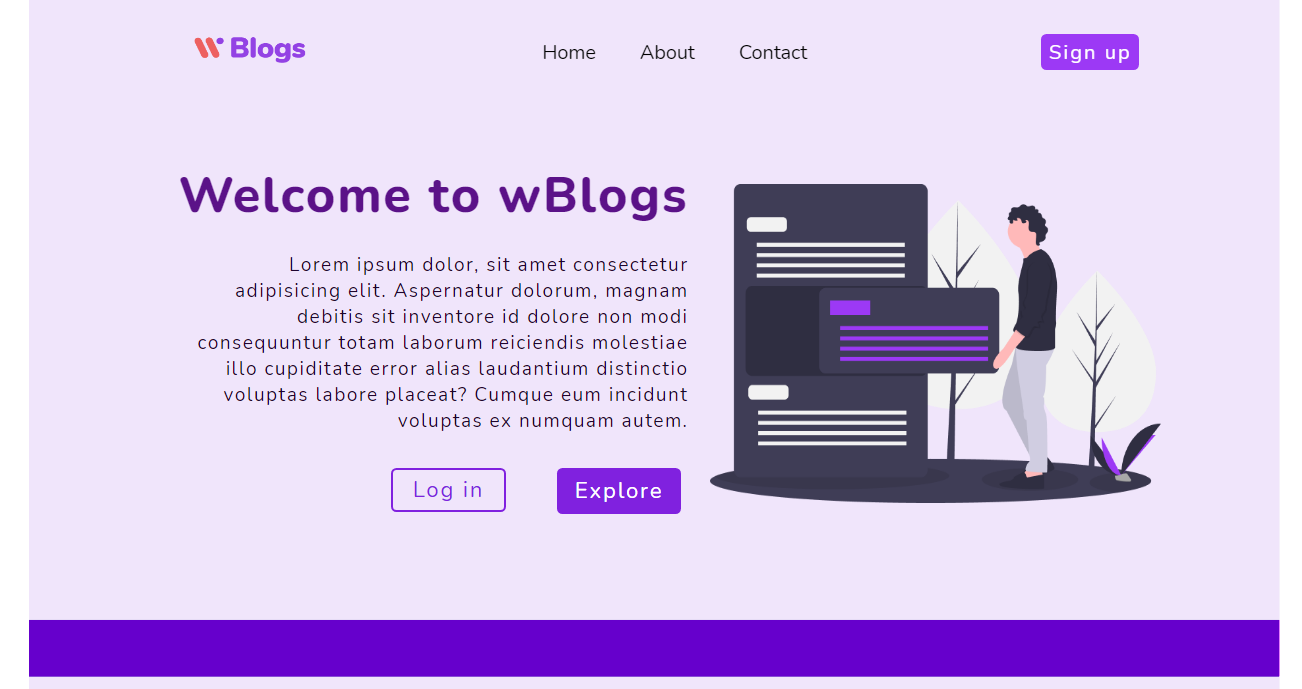 Blogs
Home About Contact
Sign up
Welcome to wBlogs
Lorem ipsum dolor, sit amet consectetur
adipisicing elit. Aspernatur dolorum, magnam
debitis sit inventore id dolore non modi
consequuntur totam laborum reiciendis molestiae
illo cupiditate error alias laudantium distinctio
voluptas labore placeat? Cumque eum incidunt
voluptas ex numquam autem.
Log in
Explore